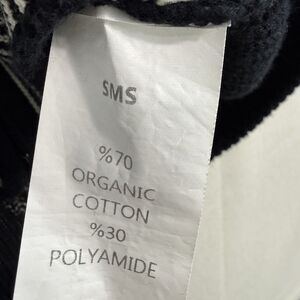 SMS
%70
ORGANIC
COTTON
%30
POLYAMIDE